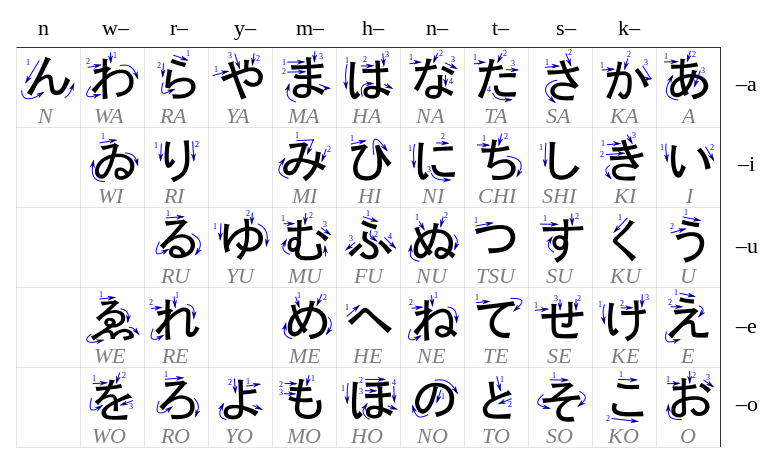 n w– r– y– m– h– n– t– s– k–
ん わ ら や ま は な た さ か あ –a
N WA RA YA MA HA NA TA SA KA A
ゐ り み ひ に ち し き い –i
WI RI MI HI NI CHI SHI KI I
る ゆ む ふ ぬ つ す く う –u
RU YU MU FU NU TSU SU KU U
ゑ れ め へ ね て せ け え –e
WE RE ME HE NE TE SE KE E
を ろ よ も ほ の と そ こ お –o
WO RO YO MO HO NO TO SO KO O